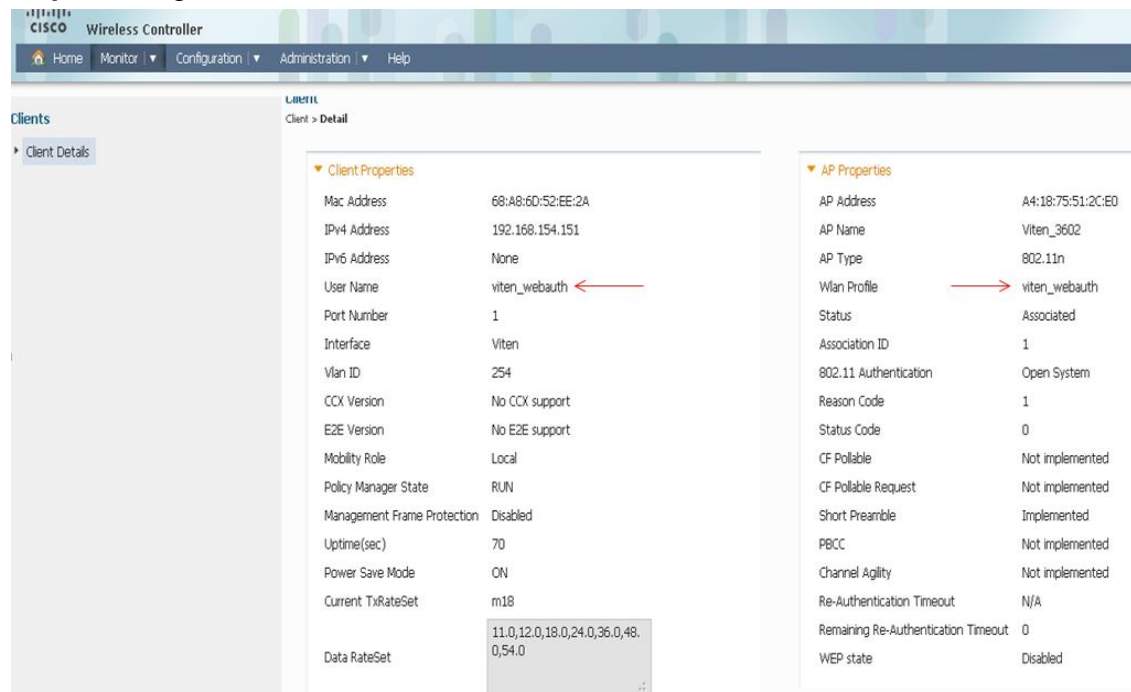 CISCO Wireless Controller
Home Monitor Configuration Administration Help
Clients
Client Details
Client
Client > Detail
Client Properties
Mac Address 68:A8:6D:52:EE:2A
IPv4 Address 192.168.154.151
IPv6 Address None
User Name viten_webauth
Port Number 1
Interface Viten
Vlan ID 254
CCX Version No CCX support
E2E Version No E2E support
Mobility Role Local
Policy Manager State RUN
Management Frame Protection Disabled
Uptime(sec) 70
Power Save Mode ON
Current TxRateSet m18
Data RateSet 11.0,12.0,18.0,24.0,36.0,48.
0,54.0
AP Properties
AP Address A4:18:75:51:2C:E0
AP Name Viten_3602
AP Type 802.11n
Wlan Profile viten_webauth
Status Associated
Association ID 1
802.11 Authentication Open System
Reason Code 1
Status Code 0
CF Pollable Not implemented
CF Pollable Request Not implemented
Short Preamble Implemented
PBCC Not implemented
Channel Agility Not implemented
Re-Authentication Timeout N/A
Remaining Re-Authentication Timeout 0
WEP state Disabled